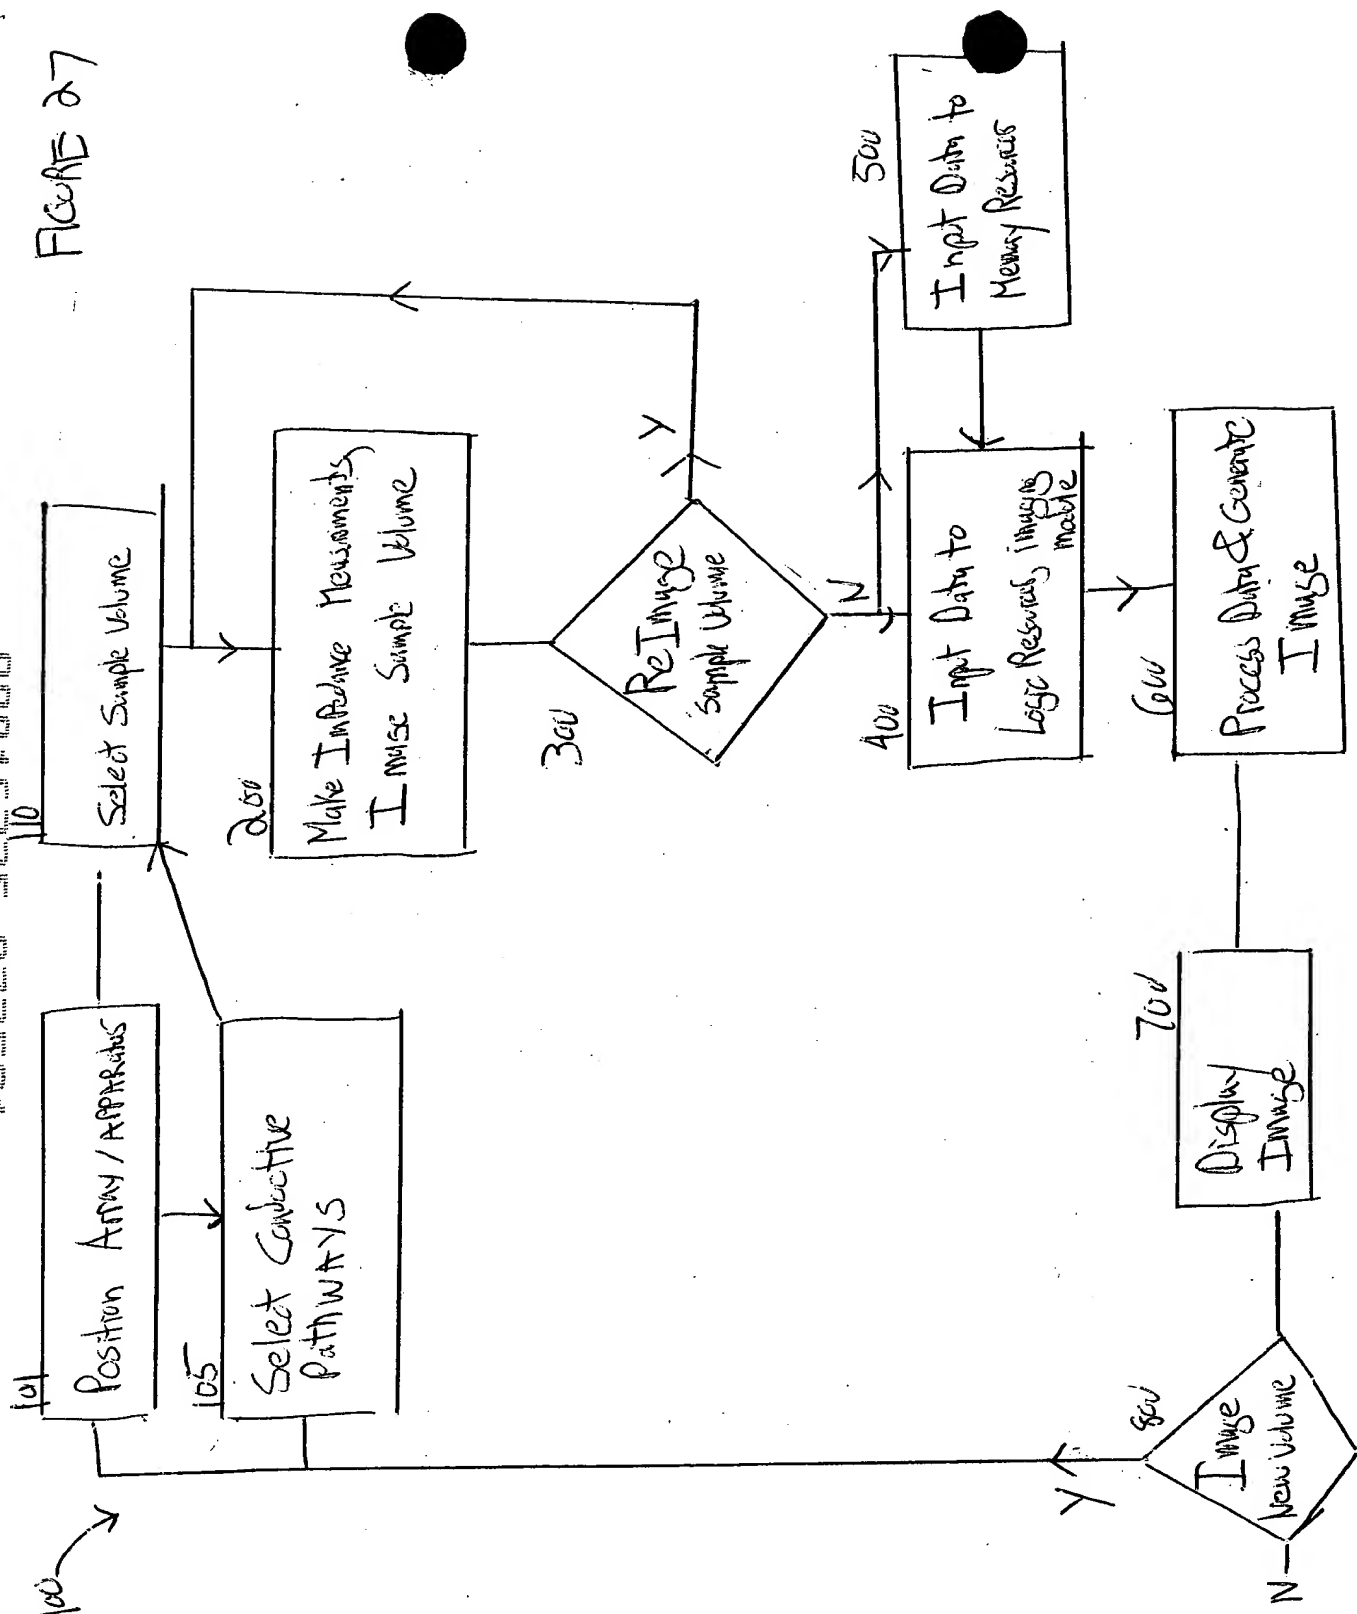 FIGURE 27
100
101
Position Array / APPARatus
105
Select Conductive
PATHWAYS
110
Select Sample Volume
200
Make Impedance Measurements,
Image Sample Volume
300
ReImage
Sample Volume
Y
N
400
Input Data to
Logic Resources, imaging
module
500
Input Data to
Memory Resources
600
Process Data & Generate
Image
700
Display
Image
800
Image
New Volume
Y
N